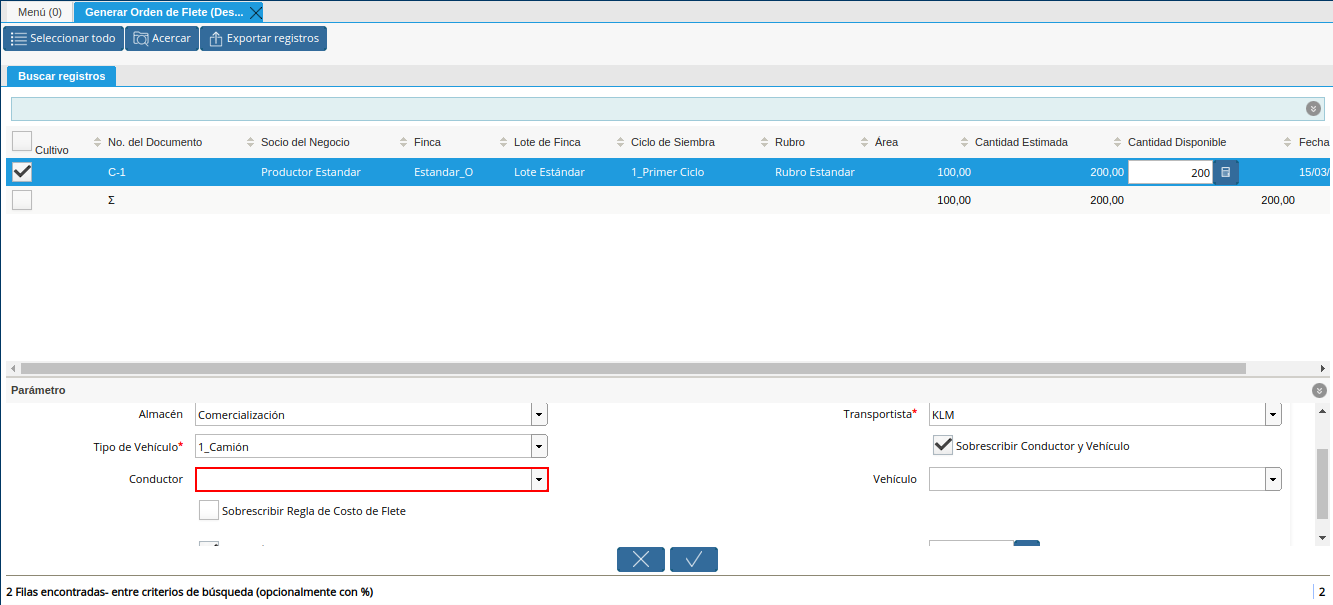 Menú (0) Generar Orden de Flete (Des...
Seleccionar todo Acercar Exportar registros
Buscar registros
Cultivo No. del Documento Socio del Negocio Finca Lote de Finca Ciclo de Siembra Rubro Área Cantidad Estimada Cantidad Disponible Fecha
C-1 Productor Estandar Estandar_O Lote Estándar 1_Primer Ciclo Rubro Estandar 100,00 200,00 200 15/03/
Σ 100,00 200,00 200,00
Parámetro
Almacén Comercialización Transportista* KLM
Tipo de Vehículo* 1_Camión Sobrescribir Conductor y Vehículo
Conductor Vehículo
Sobrescribir Regla de Costo de Flete
2 Filas encontradas- entre criterios de búsqueda (opcionalmente con %) 2